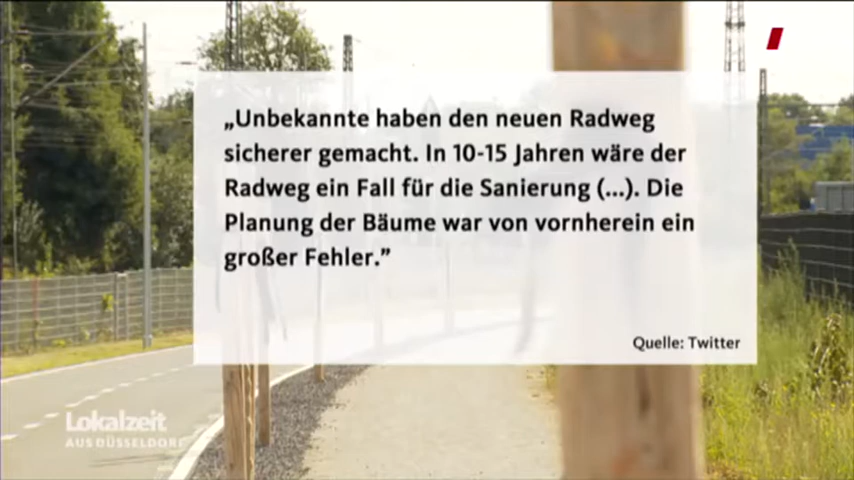 „Unbekannte haben den neuen Radweg
sicherer gemacht. In 10-15 Jahren wäre der
Radweg ein Fall für die Sanierung (...). Die
Planung der Bäume war von vornherein ein
großer Fehler.”
Quelle: Twitter
Lokalzeit
AUS DÜSSELDORF